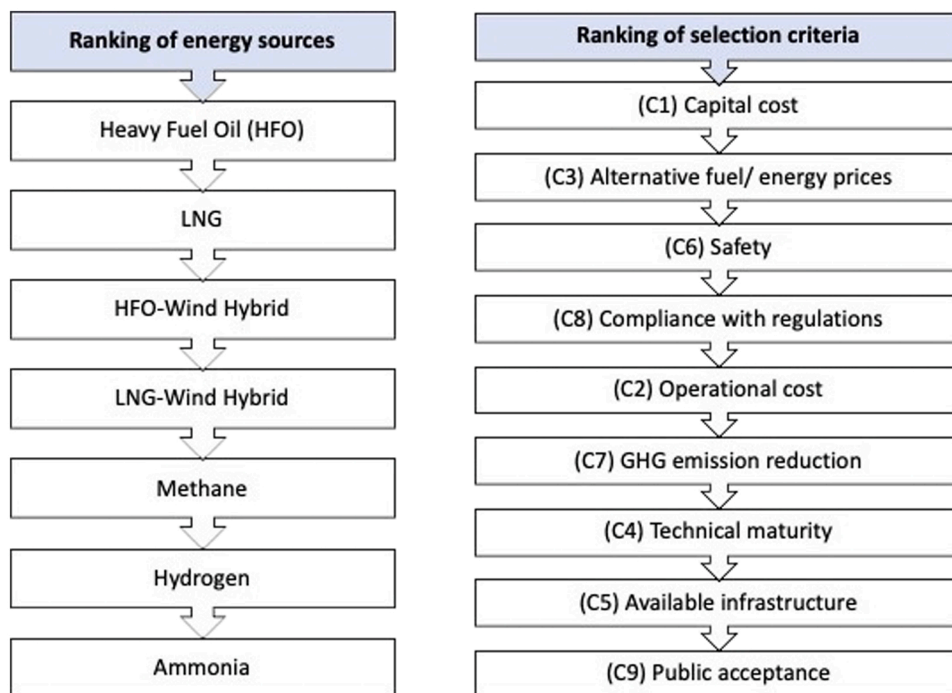 Ranking of energy sources
Heavy Fuel Oil (HFO)
LNG
HFO-Wind Hybrid
LNG-Wind Hybrid
Methane
Hydrogen
Ammonia
Ranking of selection criteria
(C1) Capital cost
(C3) Alternative fuel/ energy prices
(C6) Safety
(C8) Compliance with regulations
(C2) Operational cost
(C7) GHG emission reduction
(C4) Technical maturity
(C5) Available infrastructure
(C9) Public acceptance